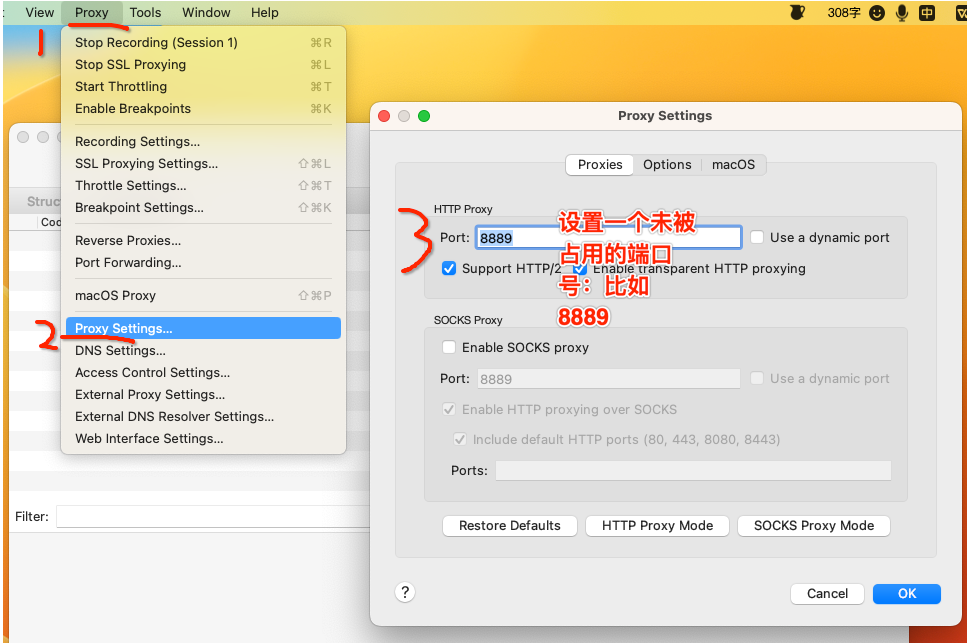 View Proxy Tools Window Help 308字 中
1
Stop Recording (Session 1) ⌘R
Stop SSL Proxying ⌘L
Start Throttling ⌘T
Enable Breakpoints ⌘K
Recording Settings...
SSL Proxying Settings... ⇧⌘L
Throttle Settings... ⇧⌘T
Breakpoint Settings... ⇧⌘K
Reverse Proxies...
Port Forwarding...
macOS Proxy ⇧⌘P
2
Proxy Settings...
DNS Settings...
Access Control Settings...
External Proxy Settings...
External DNS Resolver Settings...
Web Interface Settings...
Struc
Cod
Filter:
Proxy Settings
Proxies Options macOS
HTTP Proxy
3
Port: 8889 Use a dynamic port
Support HTTP/2 Enable transparent HTTP proxying
设置一个未被
占用的端口
号：比如
8889
SOCKS Proxy
Enable SOCKS proxy
Port: 8889 Use a dynamic port
Enable HTTP proxying over SOCKS
Include default HTTP ports (80, 443, 8080, 8443)
Ports:
Restore Defaults HTTP Proxy Mode SOCKS Proxy Mode
? Cancel OK